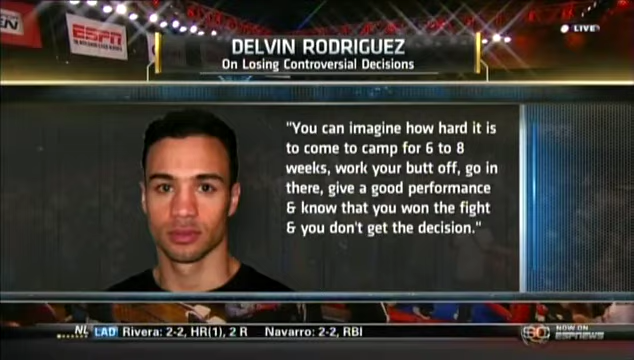 ESPN
LIVE
DELVIN RODRIGUEZ
On Losing Controversial Decisions
"You can imagine how hard it is
to come to camp for 6 to 8
weeks, work your butt off, go in
there, give a good performance
& know that you won the fight
& you don't get the decision."
NL LAD Rivera: 2-2, HR(1), 2 R Navarro: 2-2, RBI
NOW ON
ESPNEWS